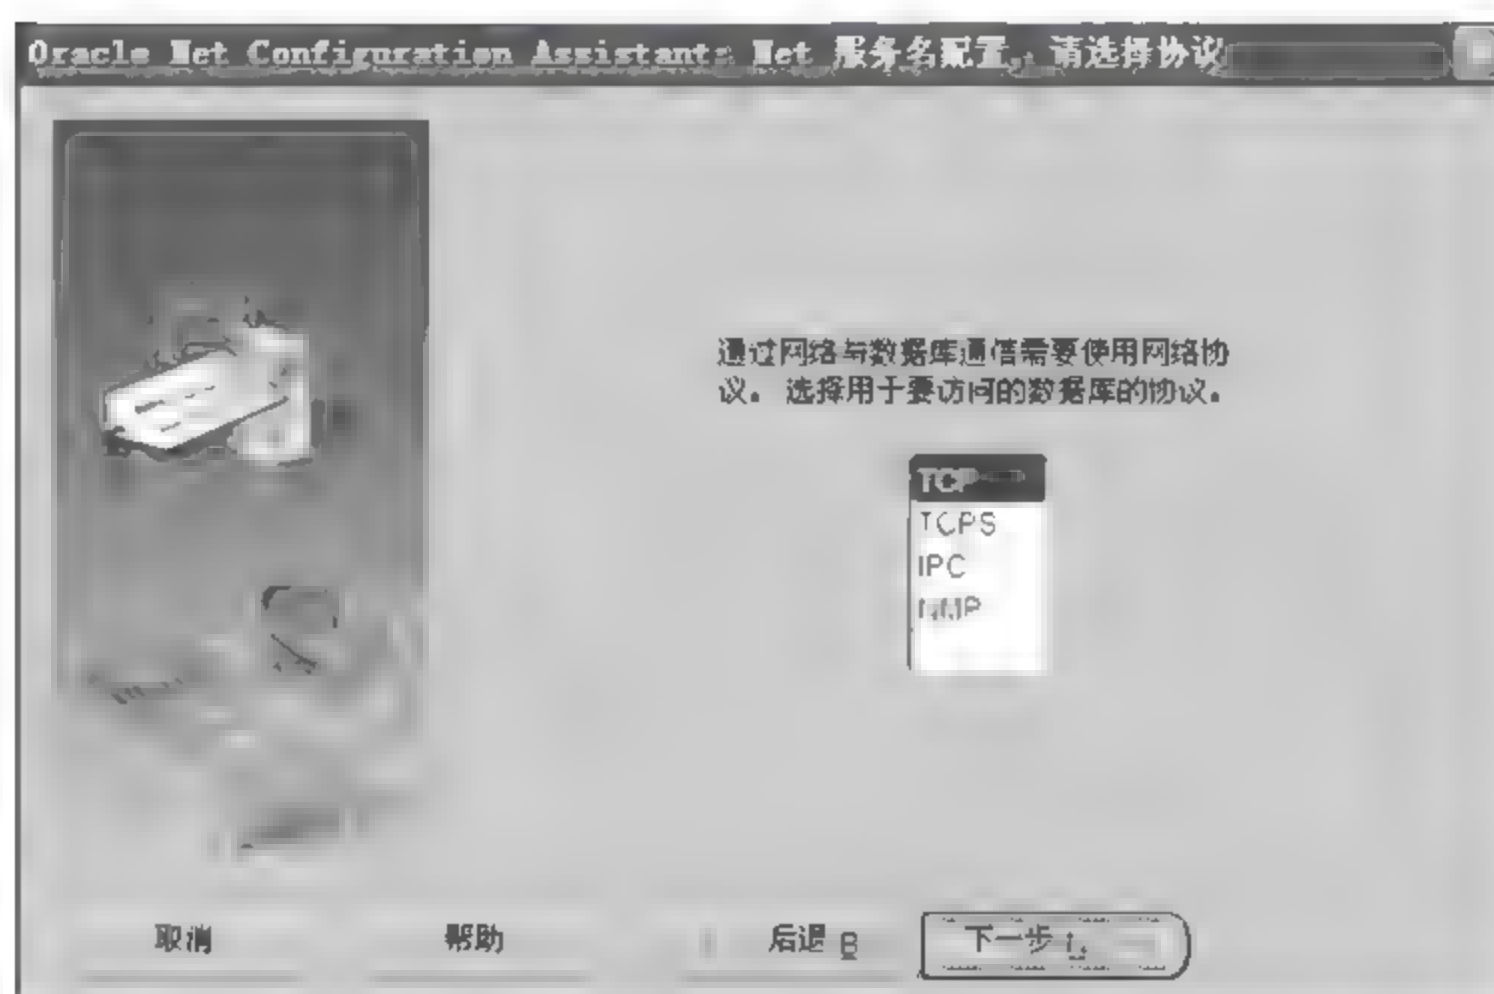 Oracle Net Configuration Assistant: Net 服务名配置, 请选择协议
通过网络与数据库通信需要使用网络协
议。 选择用于要访问的数据库的协议。
TCP
TCPS
IPC
NMP
取消
帮助
后退 B
下一步